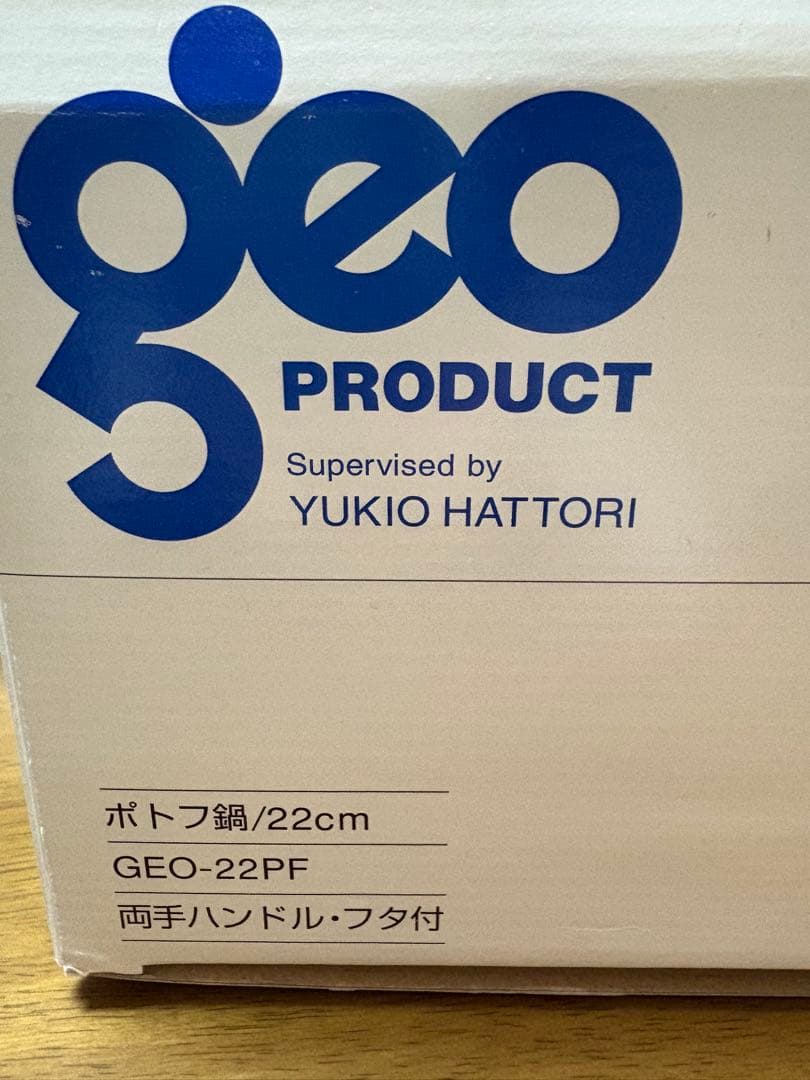 geo
PRODUCT
Supervised by
YUKIO HATTORI
ポトフ鍋/22cm
GEO-22PF
両手ハンドル・フタ付